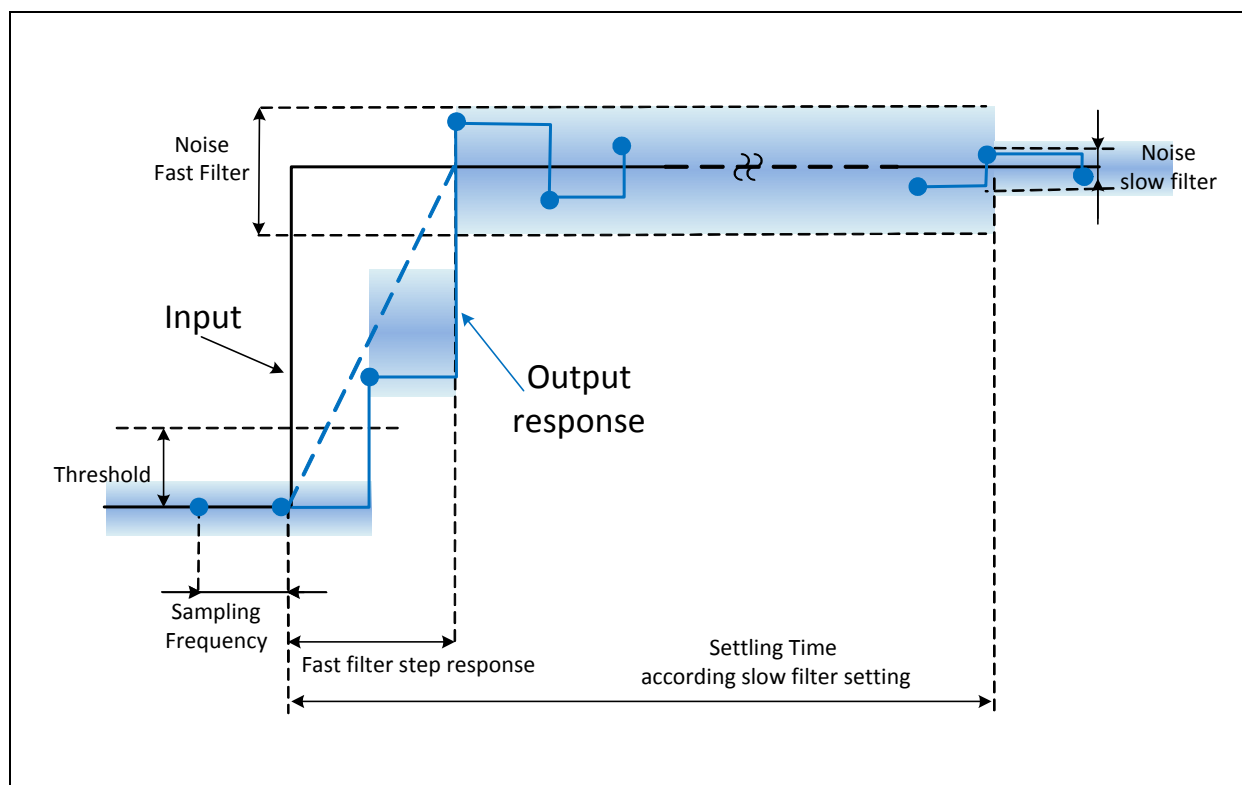 Noise
Fast Filter
Noise
slow filter
Input
Output
response
Threshold
Sampling
Frequency
Fast filter step response
Settling Time
according slow filter setting